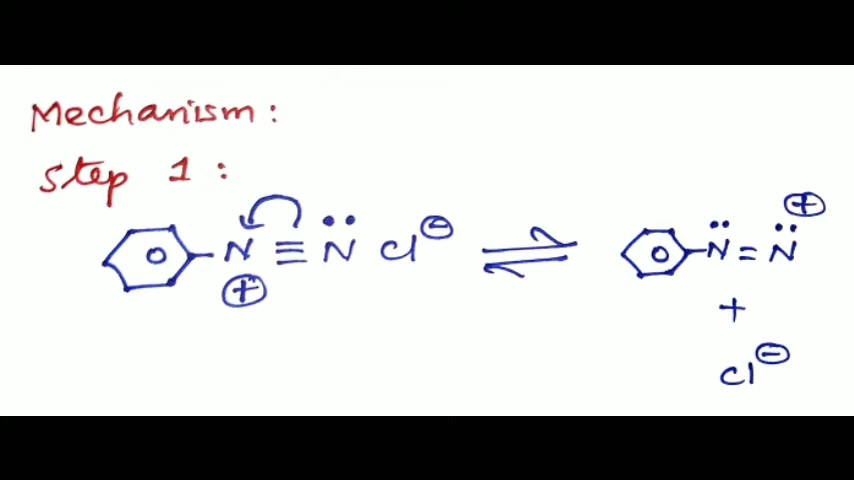 Mechanism:
Step 1:
N ≡ N Cl ⊖ ⇌ N = N ⊕
⊕
+
Cl ⊖